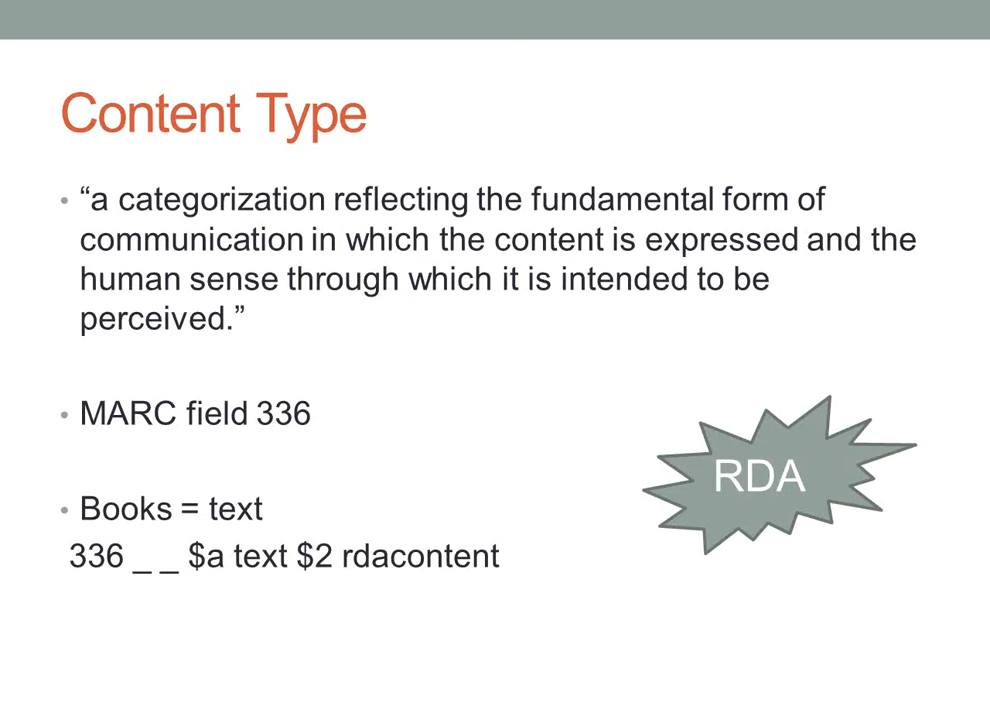 Content Type
• “a categorization reflecting the fundamental form of
communication in which the content is expressed and the
human sense through which it is intended to be
perceived.”
• MARC field 336
RDA
• Books = text
336 _ _ $a text $2 rdacontent